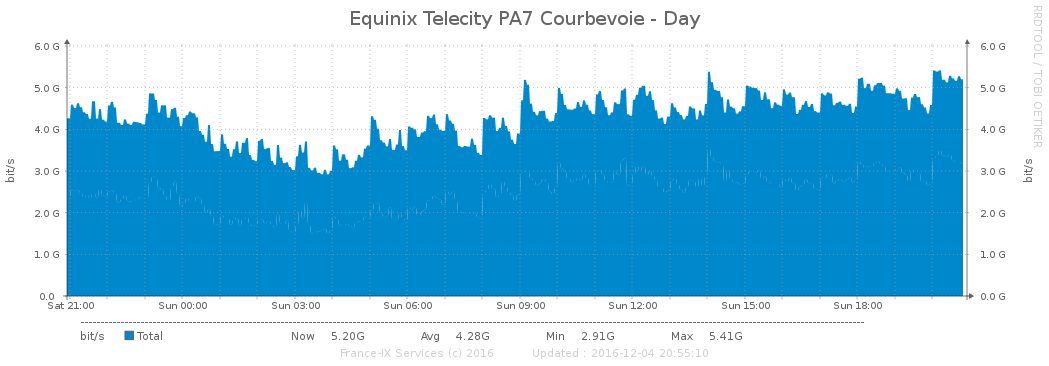 Equinix Telecity PA7 Courbevoie - Day
RRDTOOL / TOBI OETIKER
bit/s
6.0 G
5.0 G
4.0 G
3.0 G
2.0 G
1.0 G
0.0
6.0 G
5.0 G
4.0 G
3.0 G
2.0 G
1.0 G
0.0 G
bit/s
Sat 21:00 Sun 00:00 Sun 03:00 Sun 06:00 Sun 09:00 Sun 12:00 Sun 15:00 Sun 18:00
bit/s Total Now 5.20G Avg 4.28G Min 2.91G Max 5.41G
France-IX Services (c) 2016 Updated : 2016-12-04 20:55:10